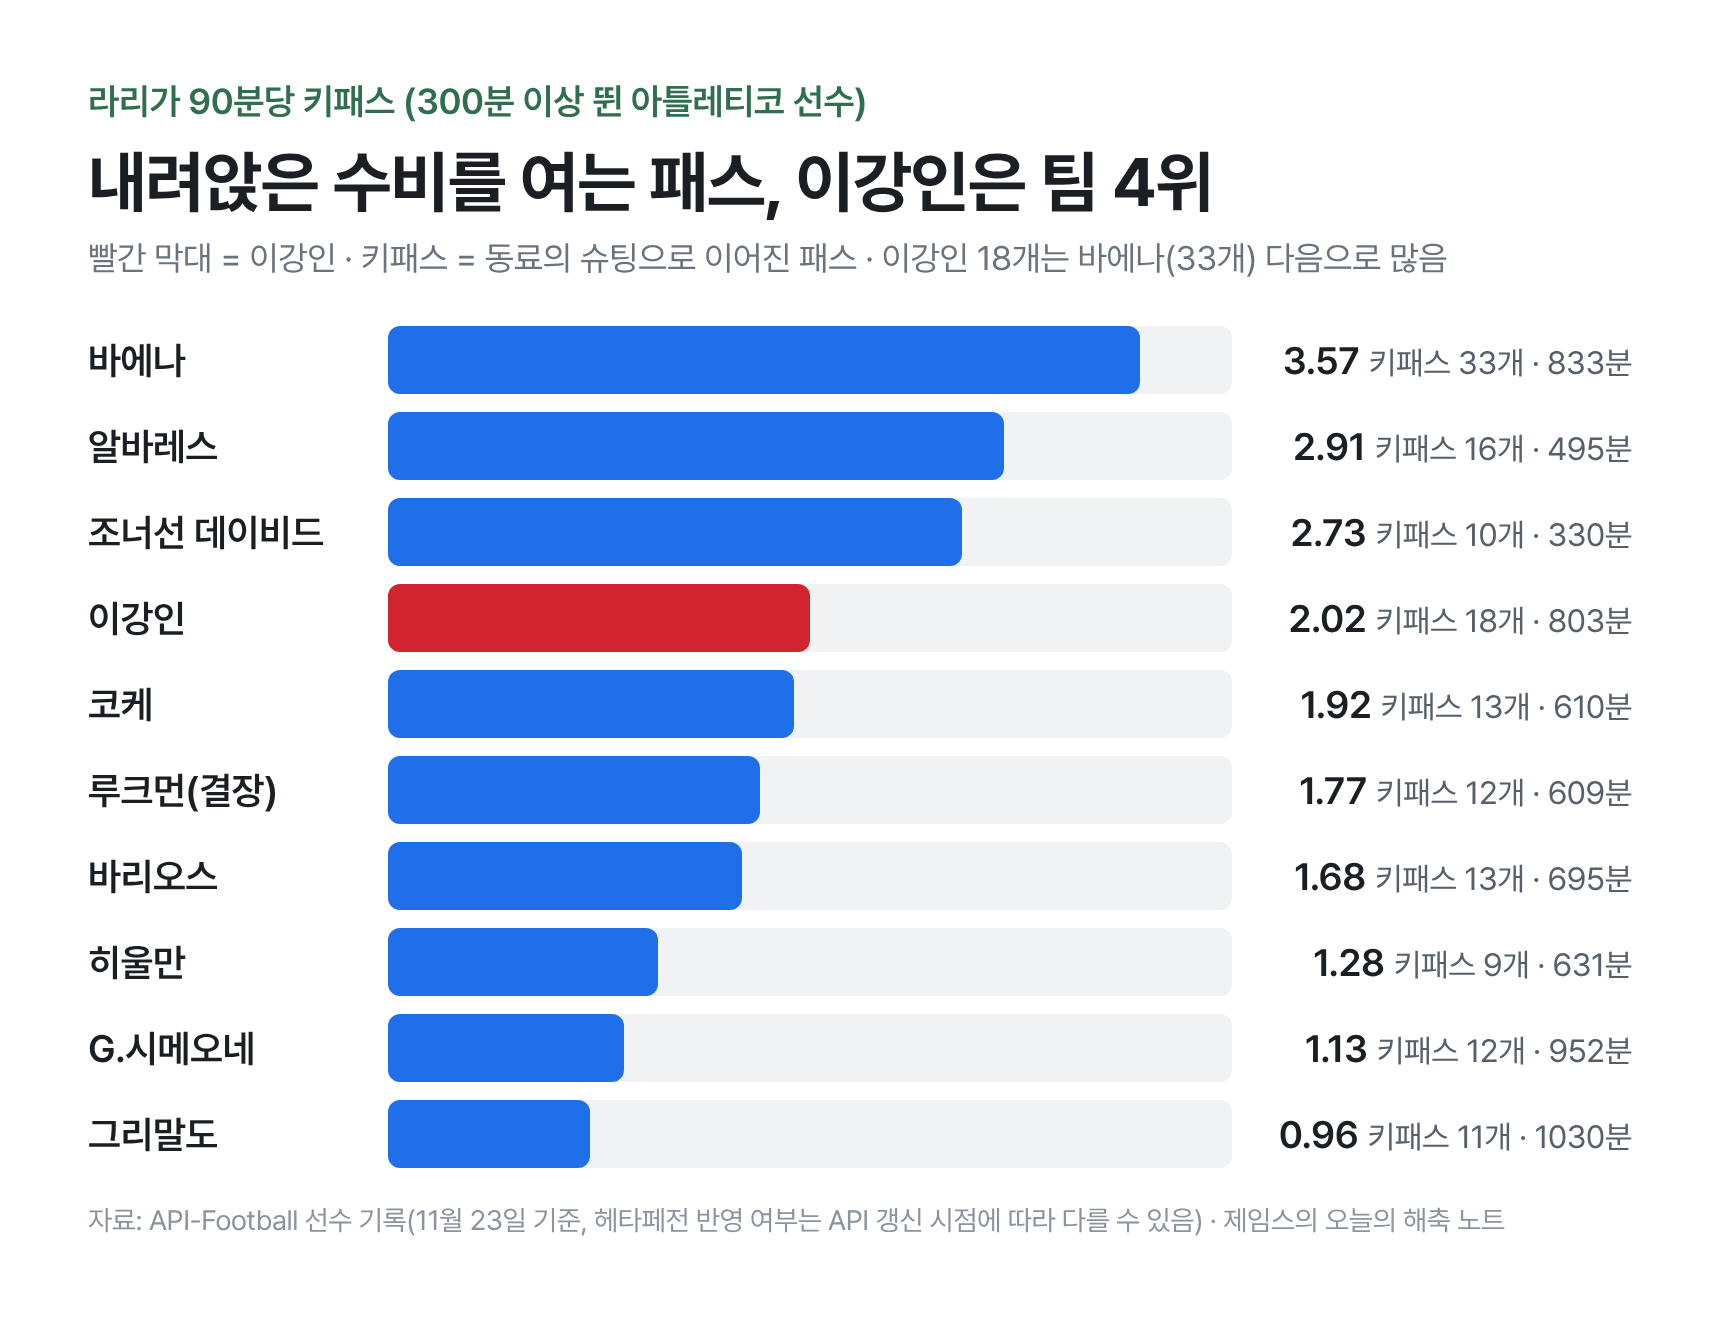 라리가 90분당 키패스 (300분 이상 뛴 아틀레티코 선수)
내려앉은 수비를 여는 패스, 이강인은 팀 4위
빨간 막대 = 이강인 · 키패스 = 동료의 슈팅으로 이어진 패스 · 이강인 18개는 바에나(33개) 다음으로 많음
바에나 3.57 키패스 33개 · 833분
알바레스 2.91 키패스 16개 · 495분
조너선 데이비드 2.73 키패스 10개 · 330분
이강인 2.02 키패스 18개 · 803분
코케 1.92 키패스 13개 · 610분
루크먼(결장) 1.77 키패스 12개 · 609분
바리오스 1.68 키패스 13개 · 695분
히울만 1.28 키패스 9개 · 631분
G.시메오네 1.13 키패스 12개 · 952분
그리말도 0.96 키패스 11개 · 1030분
자료: API-Football 선수 기록(11월 23일 기준, 헤타페전 반영 여부는 API 갱신 시점에 따라 다를 수 있음) · 제임스의 오늘의 해축 노트